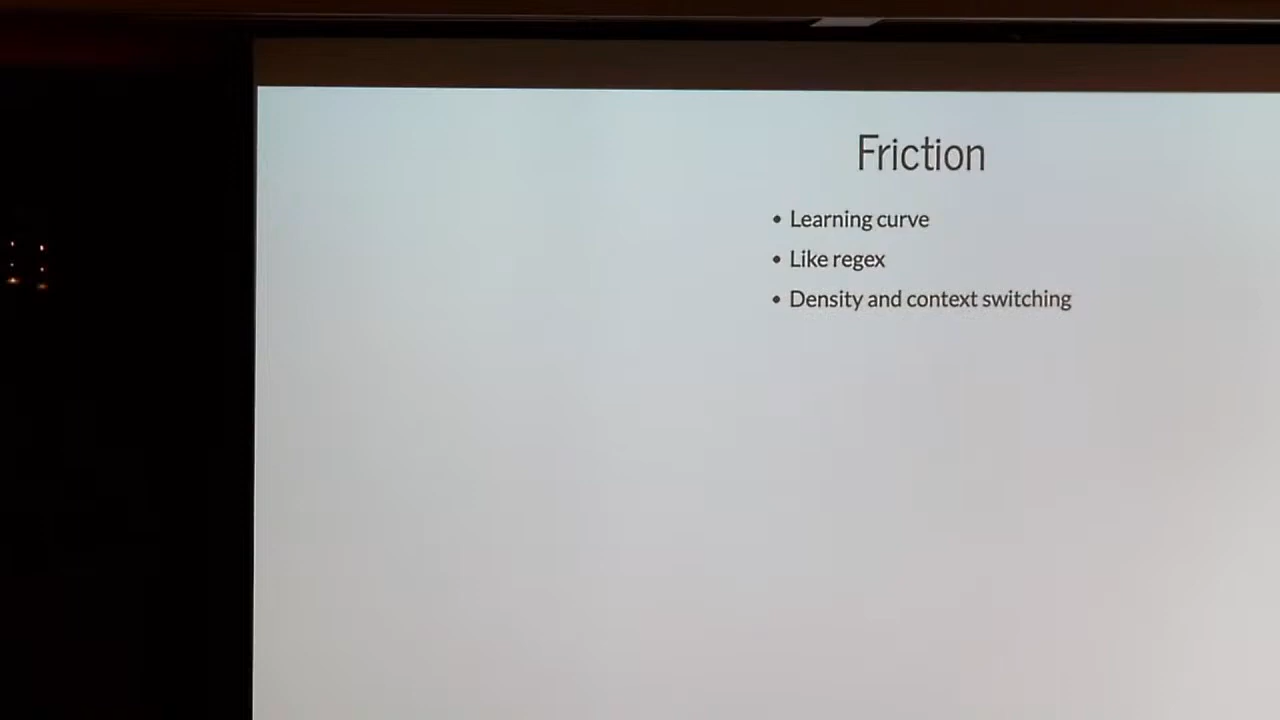 Friction
• Learning curve
• Like regex
• Density and context switching